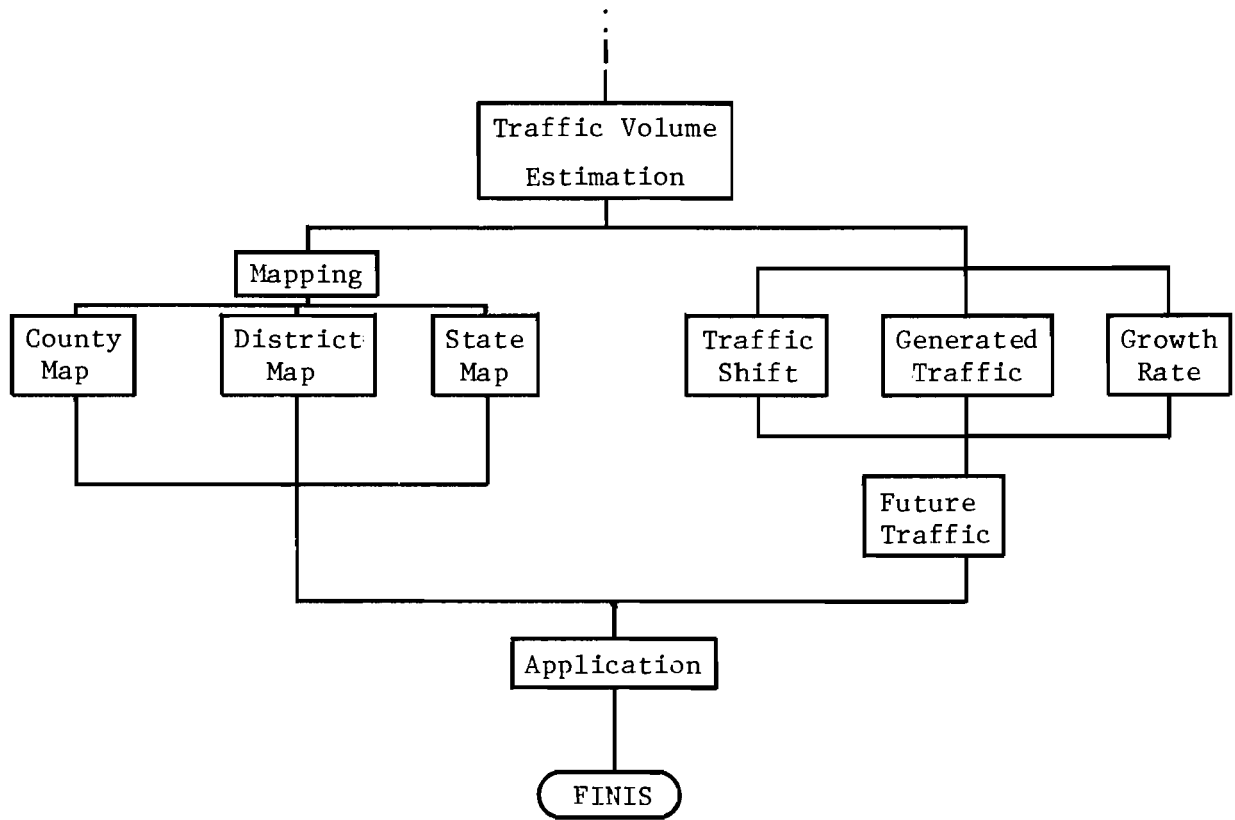 Traffic Volume
Estimation
Mapping
County
Map
District
Map
State
Map
Traffic
Shift
Generated
Traffic
Growth
Rate
Future
Traffic
Application
FINIS